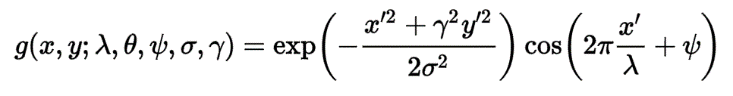 g(x, y; λ, θ, ψ, σ, γ) = exp(−(x′² + γ²y′²)/(2σ²)) cos(2π x′/λ + ψ)